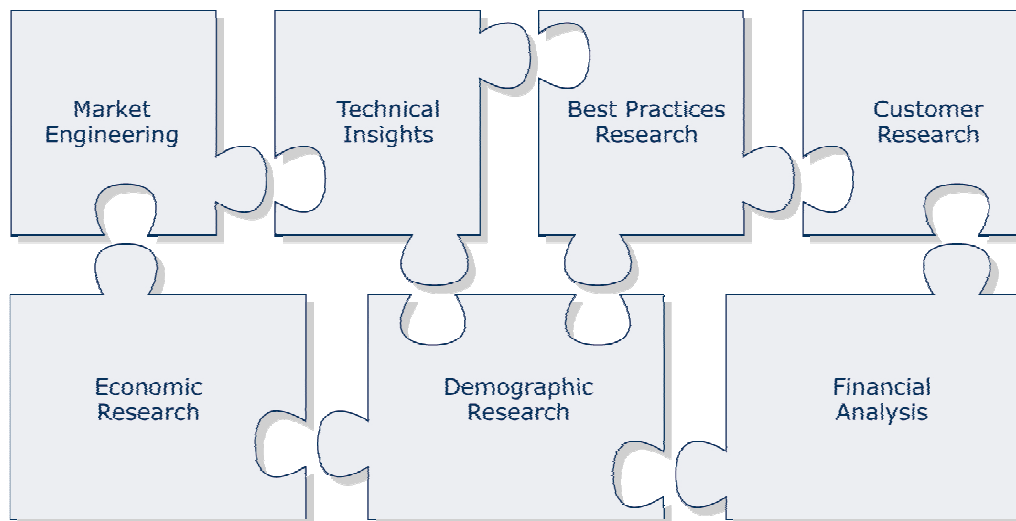 Market
Engineering
Technical
Insights
Best Practices
Research
Customer
Research
Economic
Research
Demographic
Research
Financial
Analysis